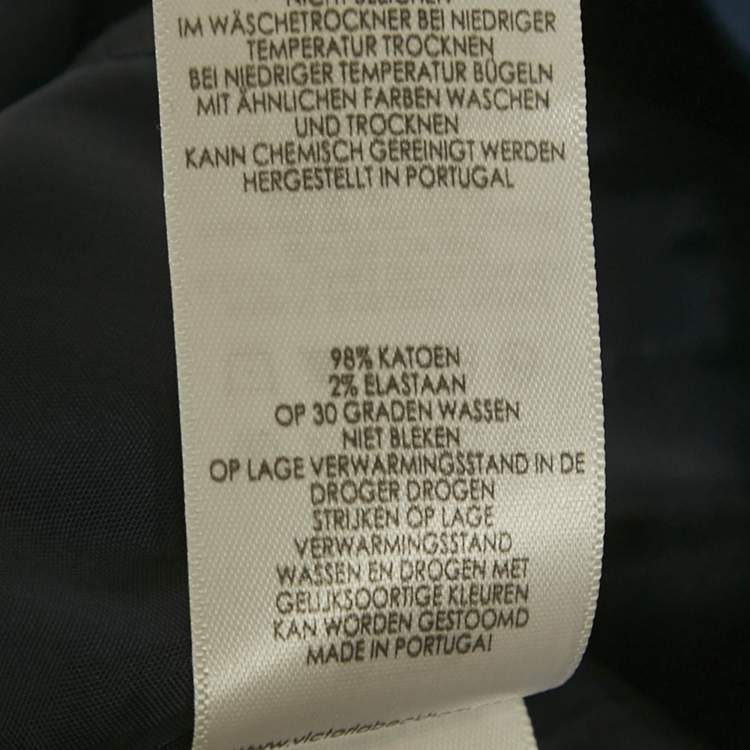 NICHT BLEICHEN
IM WÄSCHETROCKNER BEI NIEDRIGER
TEMPERATUR TROCKNEN
BEI NIEDRIGER TEMPERATUR BÜGELN
MIT ÄHNLICHEN FARBEN WASCHEN
UND TROCKNEN
KANN CHEMISCH GEREINIGT WERDEN
HERGESTELLT IN PORTUGAL
98% KATOEN
2% ELASTAAN
OP 30 GRADEN WASSEN
NIET BLEKEN
OP LAGE VERWARMINGSSTAND IN DE
DROGER DROGEN
STRIJKEN OP LAGE
VERWARMINGSSTAND
WASSEN EN DROGEN MET
GELIJKSOORTIGE KLEUREN
KAN WORDEN GESTOOMD
MADE IN PORTUGAL